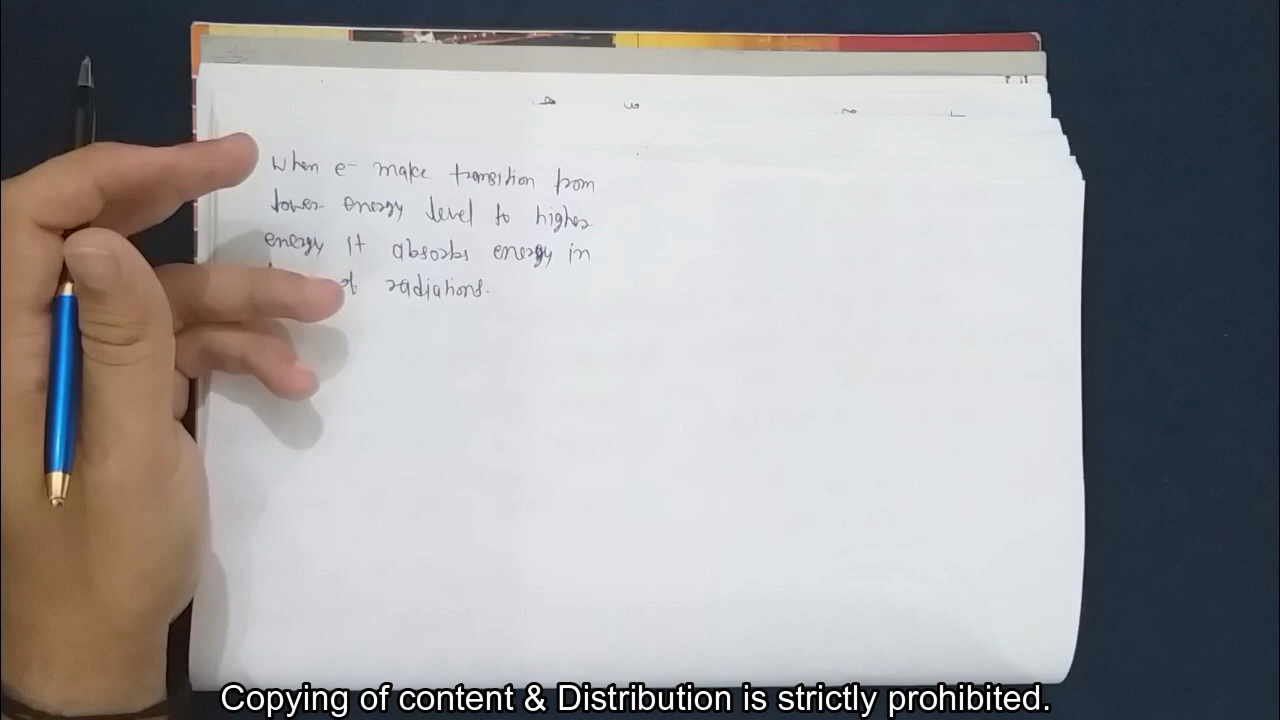 When e- make transition from
lower energy level to higher
energy it absorbs energy in
of radiations.
Copying of content & Distribution is strictly prohibited.